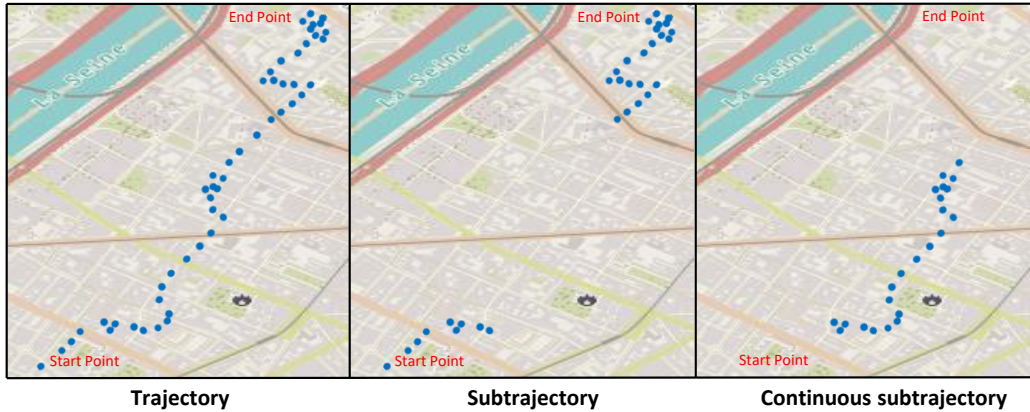 End Point
End Point
End Point
La Seine
La Seine
La Seine
Start Point
Start Point
Start Point
Trajectory
Subtrajectory
Continuous subtrajectory